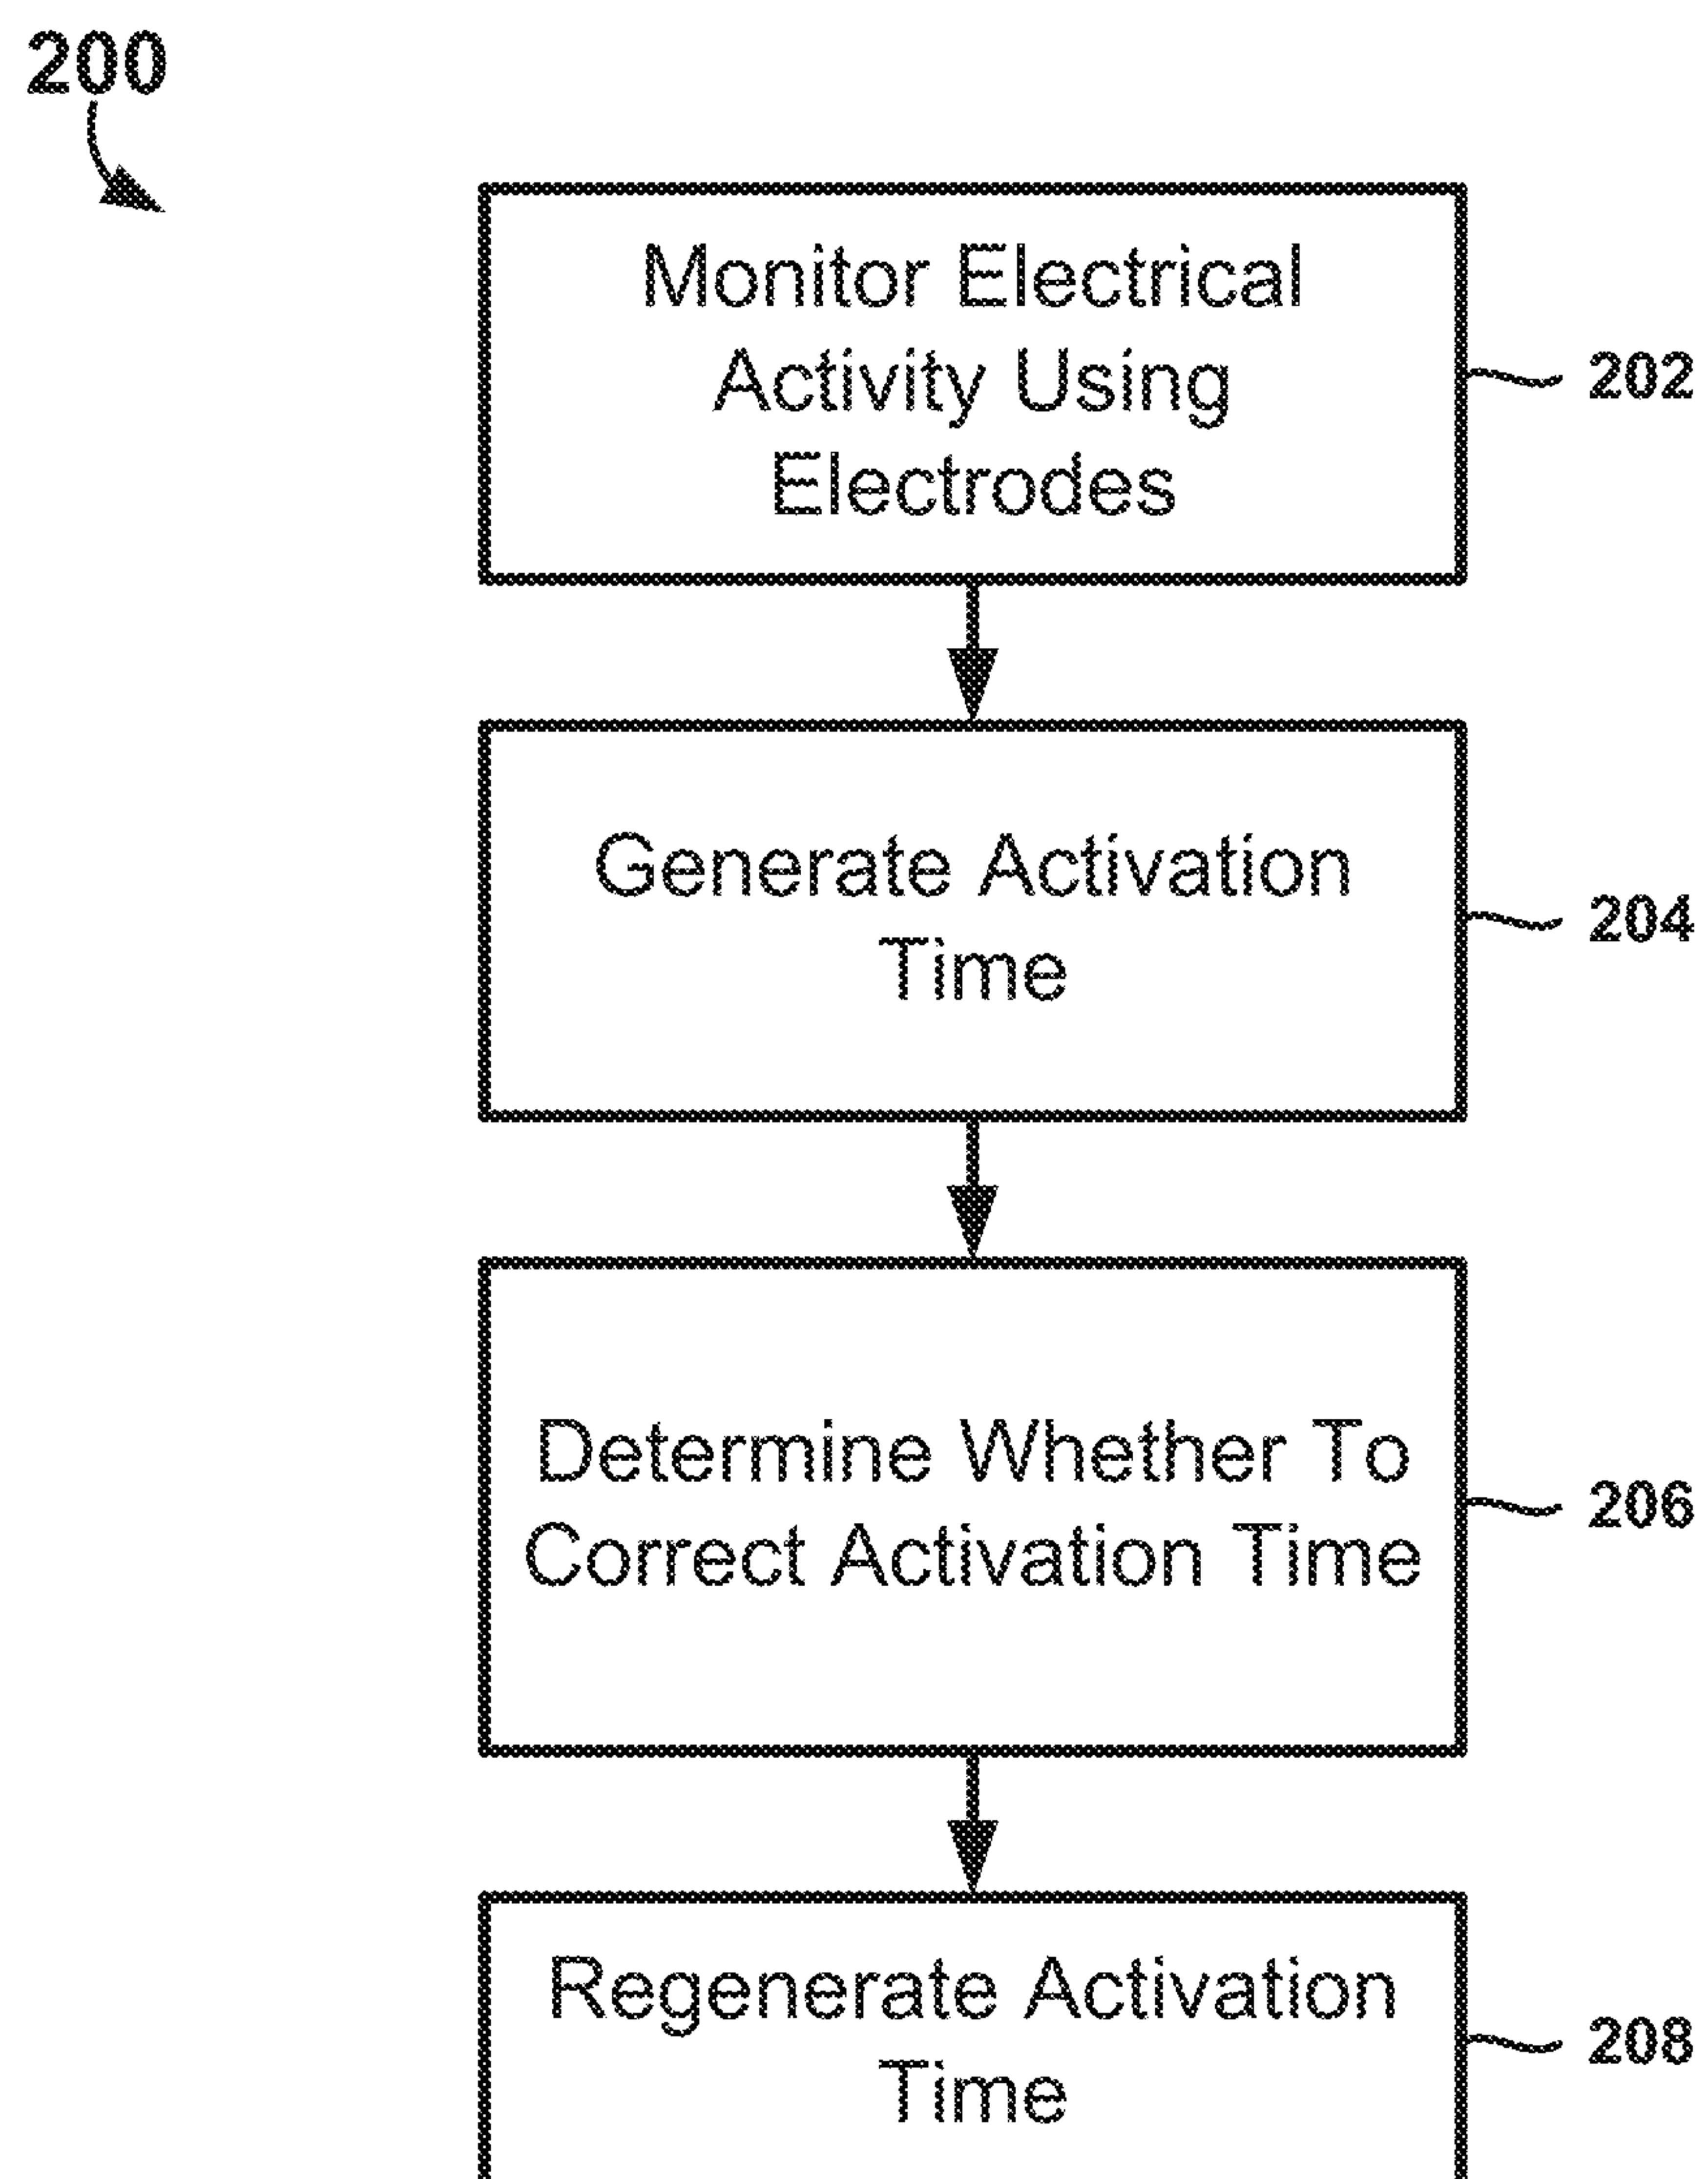 200
Monitor Electrical
Activity Using
Electrodes
202
Generate Activation
Time
204
Determine Whether To
Correct Activation Time
206
Regenerate Activation
Time
208